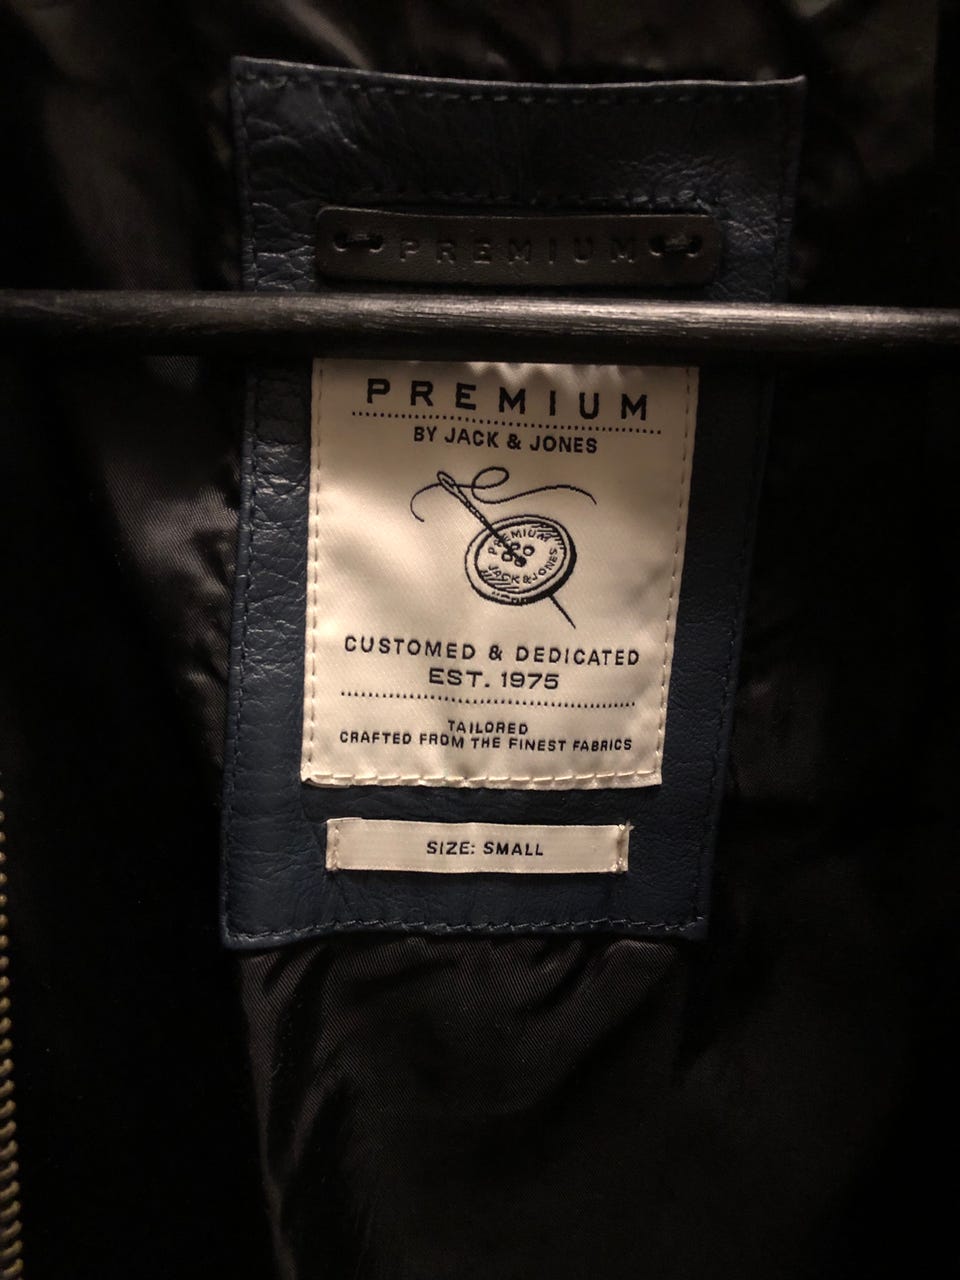 PREMIUM
PREMIUM
BY JACK & JONES
PREMIUM
JACK & JONES
CUSTOMED & DEDICATED
EST. 1975
TAILORED
CRAFTED FROM THE FINEST FABRICS
SIZE: SMALL